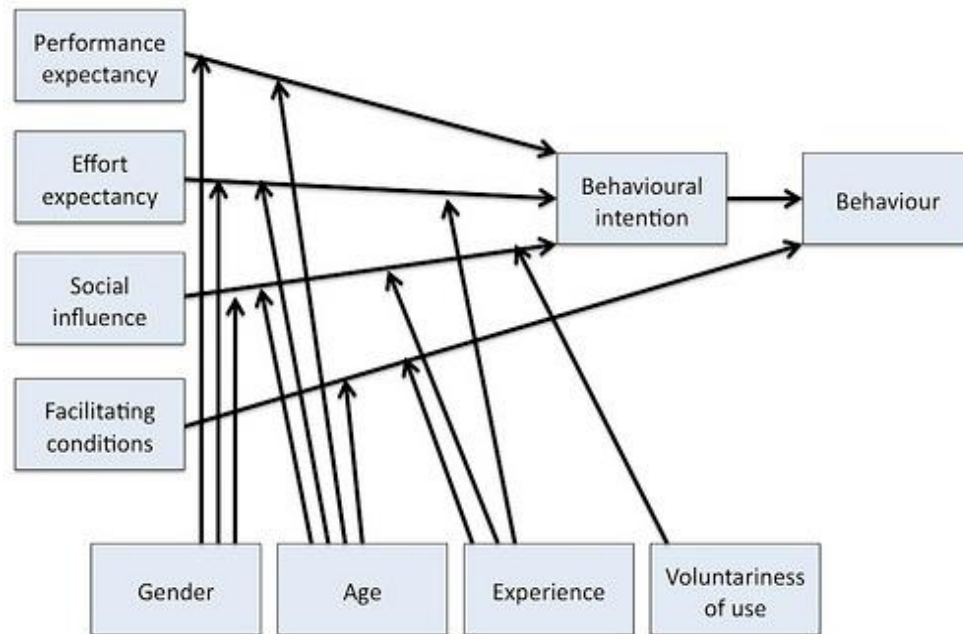 Performance
expectancy
Effort
expectancy
Social
influence
Facilitating
conditions
Behavioural
intention
Behaviour
Gender
Age
Experience
Voluntariness
of use